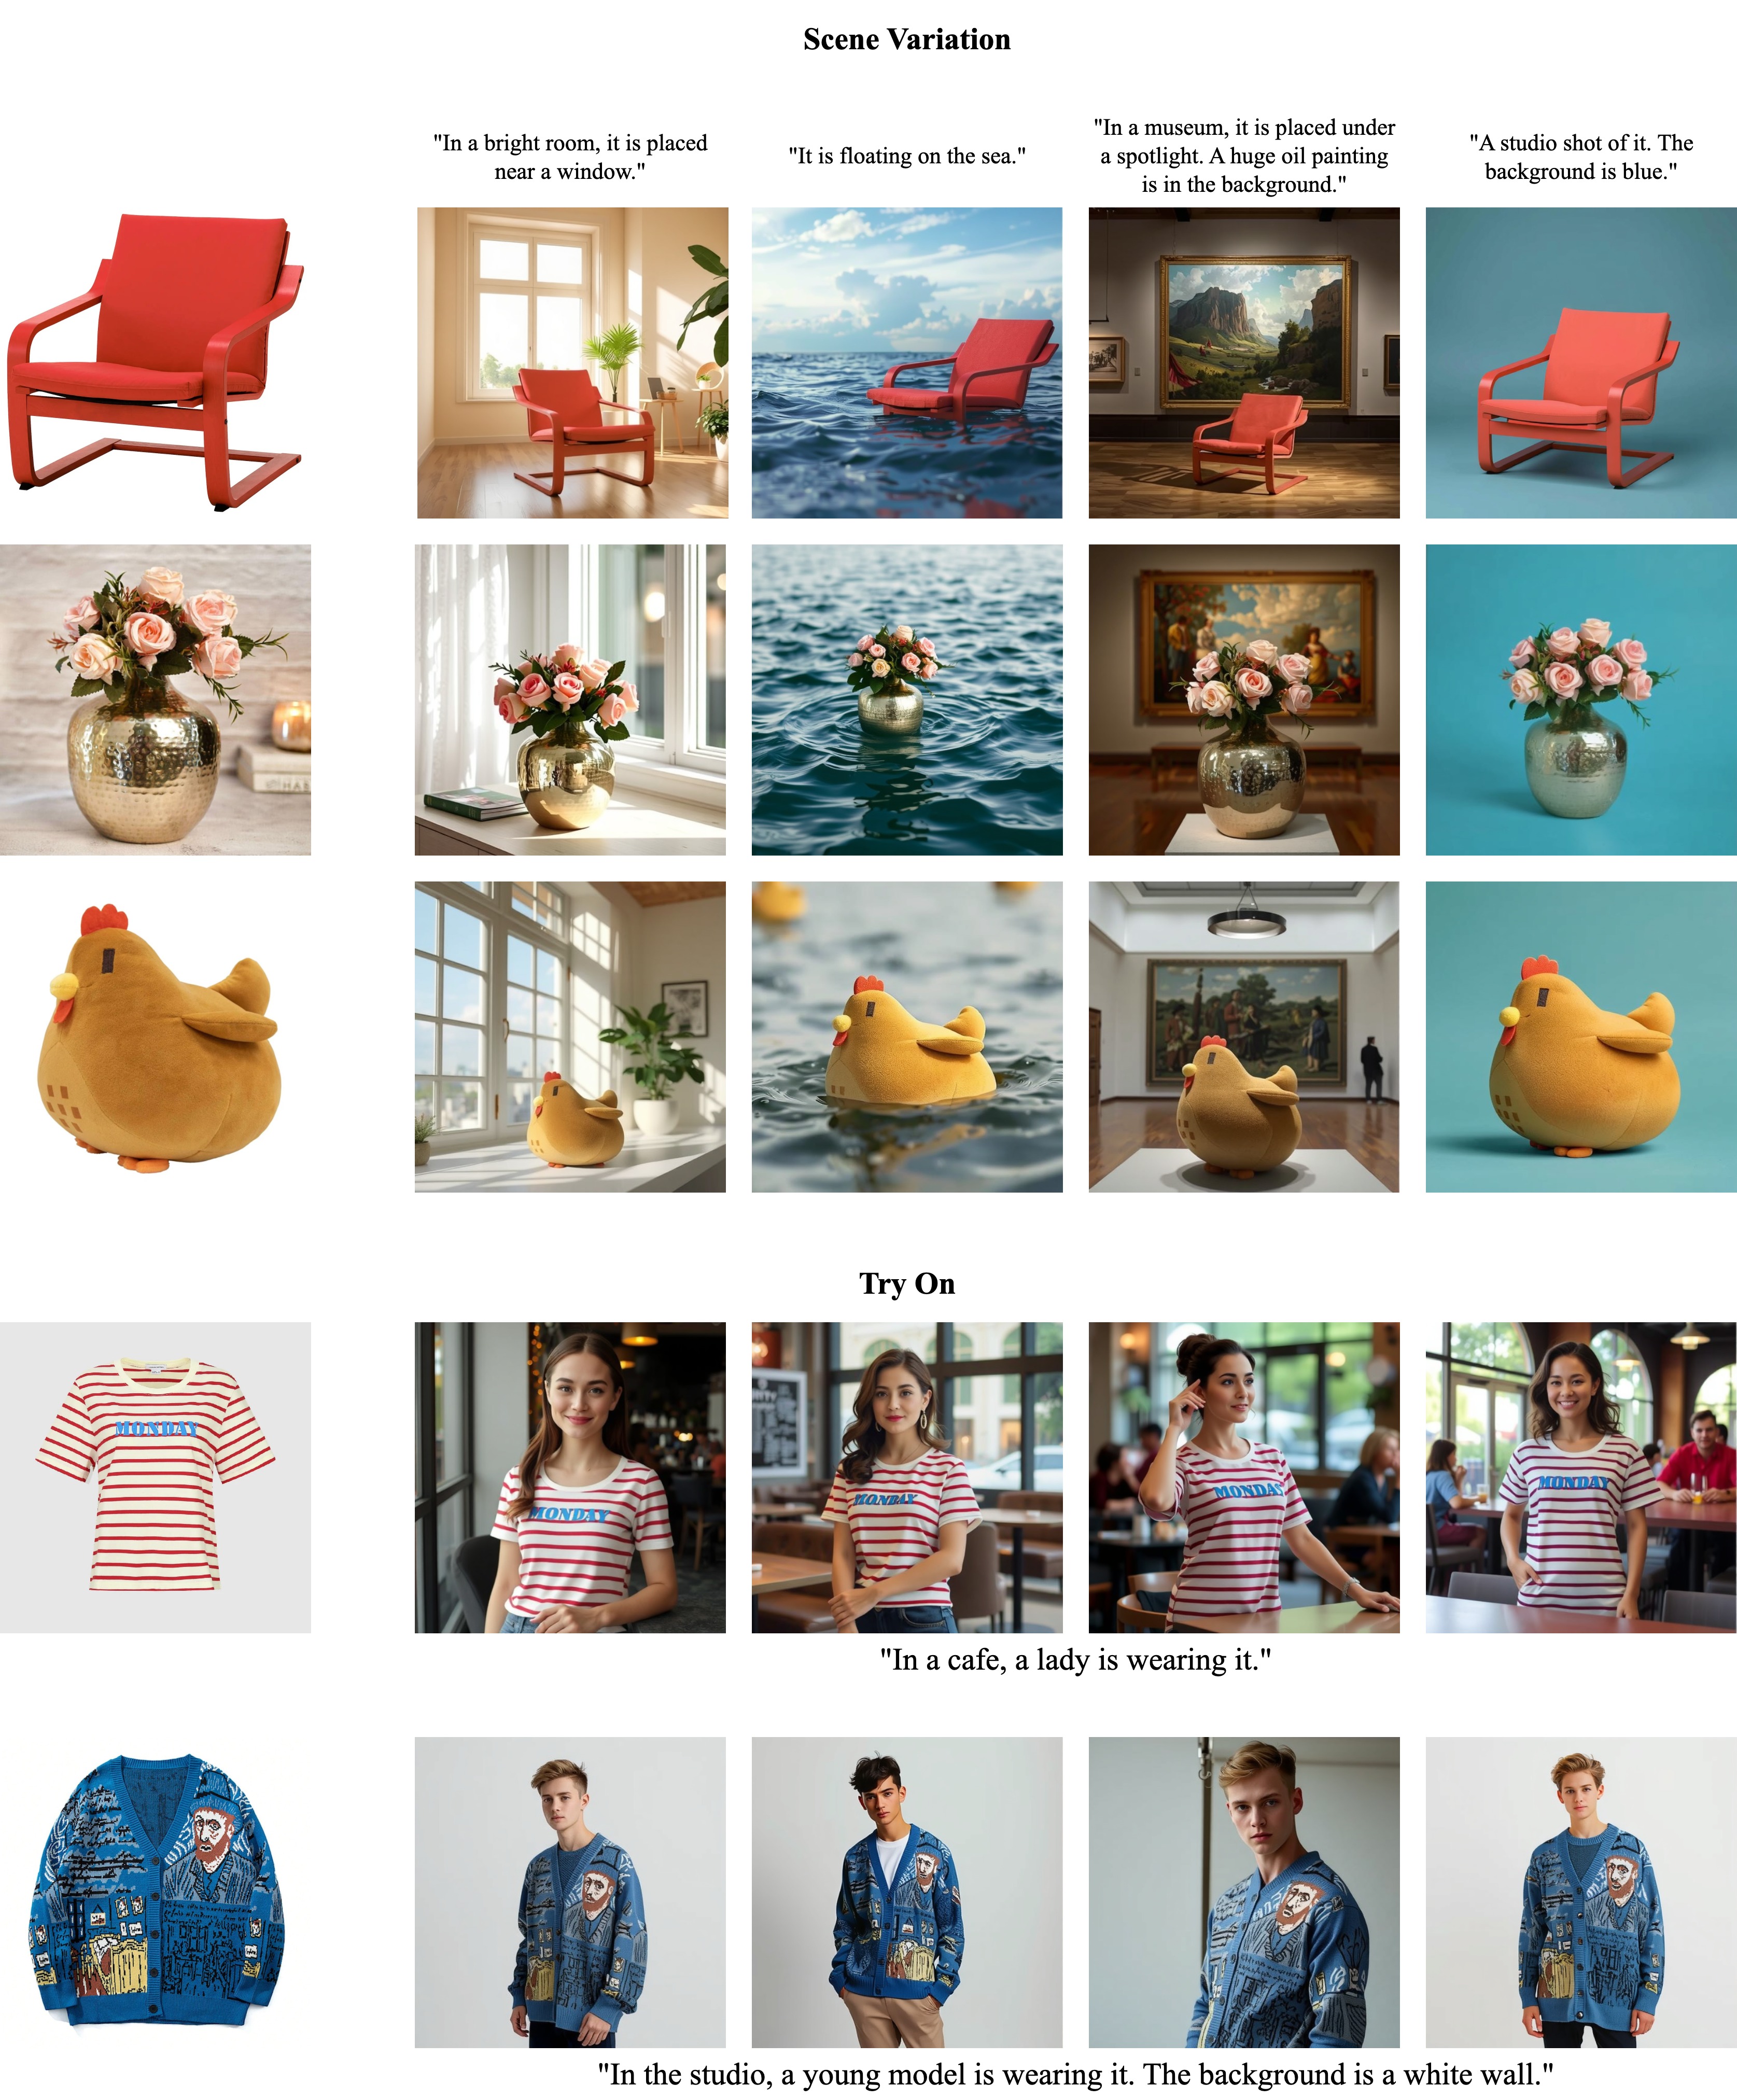 Scene Variation
"In a bright room, it is placed
near a window."
"It is floating on the sea."
"In a museum, it is placed under
a spotlight. A huge oil painting
is in the background."
"A studio shot of it. The
background is blue."
Try On
MONDAY
MONDAY
MONDAY
MONDAY
MONDAY
"In a cafe, a lady is wearing it."
"In the studio, a young model is wearing it. The background is a white wall."